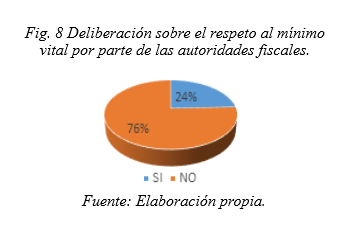 Fig. 8 Deliberación sobre el respeto al mínimo
vital por parte de las autoridades fiscales.
24%
76%
SI NO
Fuente: Elaboración propia.